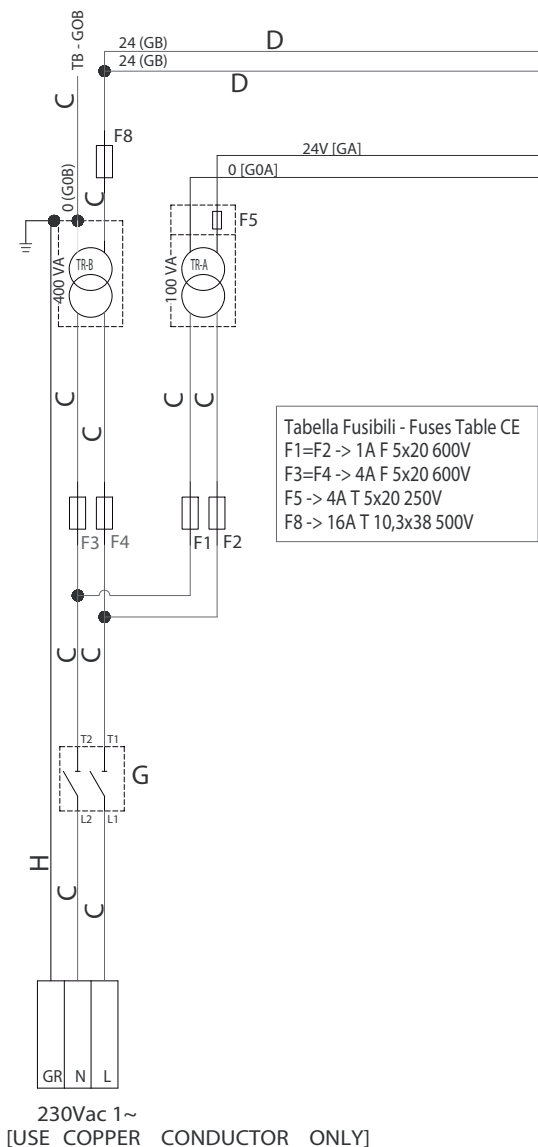 24 (GB)
D
24 (GB)
D
TB - GOB
C
F8
24V [GA]
0 [G0A]
0 (G0B)
C
F5
TR-B
400 VA
TR-A
100 VA
C
C
C
C
Tabella Fusibili - Fuses Table CE
F1=F2 -> 1A F 5x20 600V
F3=F4 -> 4A F 5x20 600V
F5 -> 4A T 5x20 250V
F8 -> 16A T 10,3x38 500V
F3
F4
F1
F2
C
C
T2
T1
G
L2
L1
H
C
C
GR
N
L
230Vac 1~
[USE COPPER CONDUCTOR ONLY]